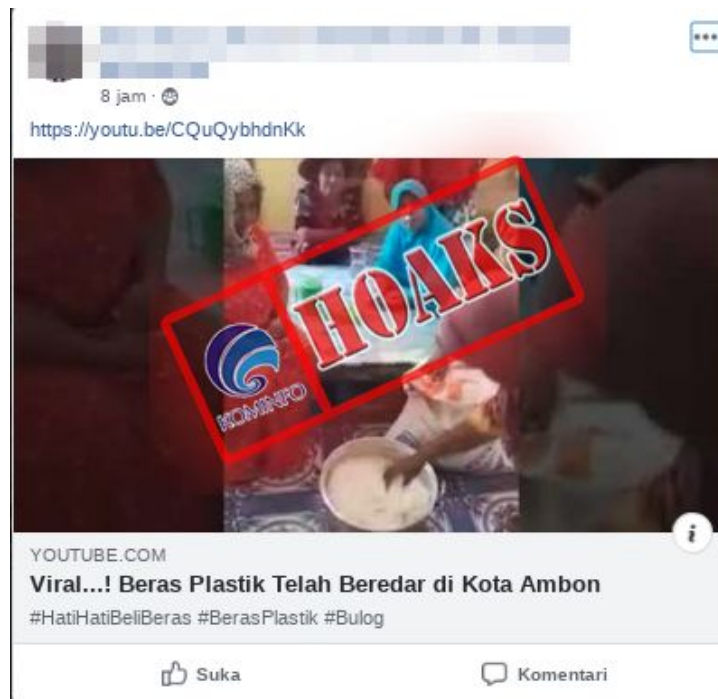 8 jam ·
https://youtu.be/CQuQybhdnKk
HOAKS
KOMINFO
YOUTUBE.COM
Viral...! Beras Plastik Telah Beredar di Kota Ambon
#HatiHatiBeliBeras #BerasPlastik #Bulog
Suka
Komentari